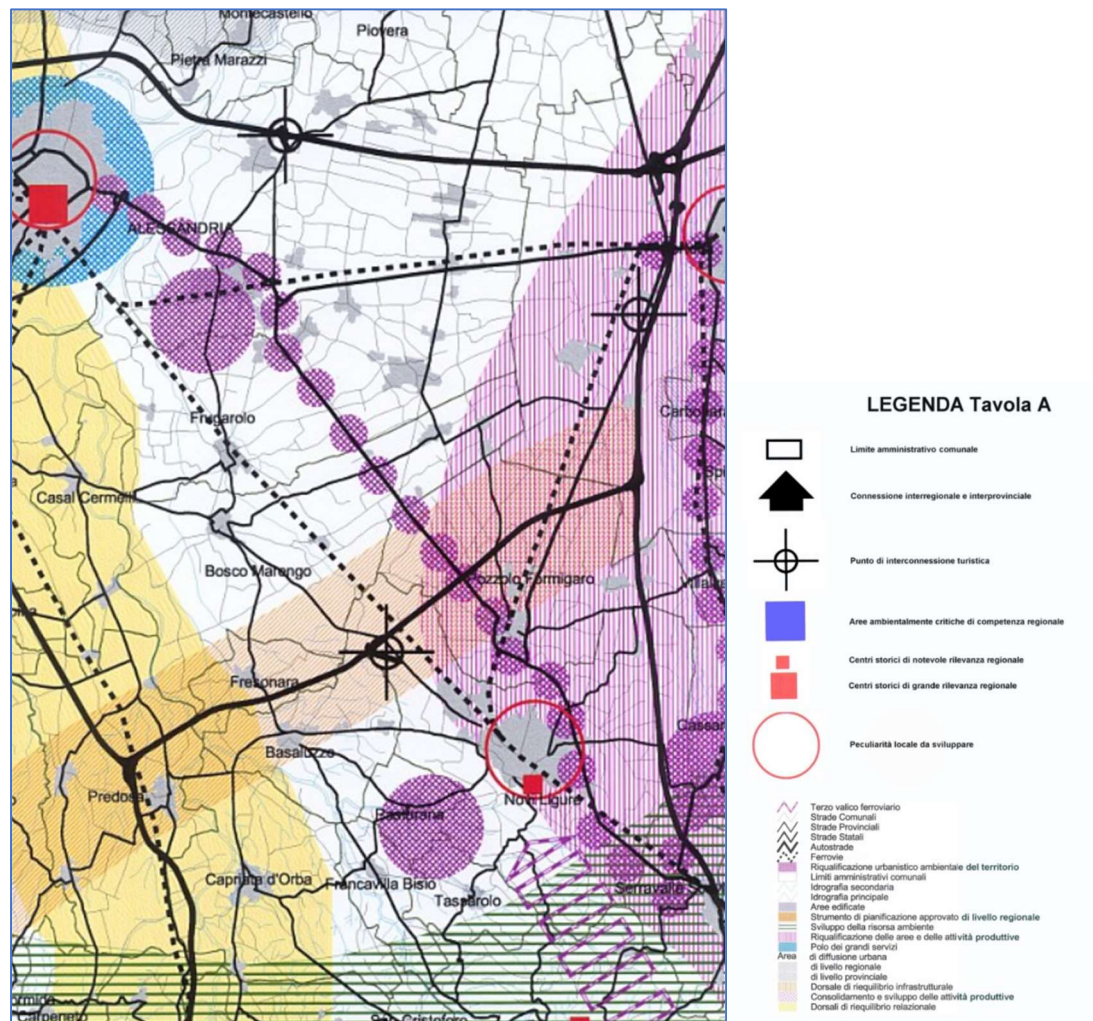 Montecastello
Piovera
Pietra Marazzi
ALESSANDRIA
Frugarolo
Casal Cermelli
Bosco Marengo
Pozzolo Formigaro
Fresonara
Basaluzzo
Predosa
Novi Ligure
Pasturana
Capriata d'Orba
Francavilla Bisio
Tassarolo
Carpeneto
LEGENDA Tavola A
Limite amministrativo comunale
Connessione interregionale e interprovinciale
Punto di interconnessione turistica
Aree ambientalmente critiche di competenza regionale
Centri storici di notevole rilevanza regionale
Centri storici di grande rilevanza regionale
Peculiarità locale da sviluppare
Terzo valico ferroviario
Strade Comunali
Strade Provinciali
Strade Statali
Autostrade
Ferrovie
Riqualificazione urbanistico ambientale del territorio
Limiti amministrativi comunali
Idrografia secondaria
Idrografia principale
Aree edificate
Strumento di pianificazione approvato di livello regionale
Sviluppo della risorsa ambiente
Riqualificazione delle aree e delle attività produttive
Polo dei grandi servizi
Area di diffusione urbana
di livello regionale
di livello provinciale
Dorsale di riequilibrio infrastrutturale
Consolidamento e sviluppo delle attività produttive
Dorsali di riequilibrio relazionale